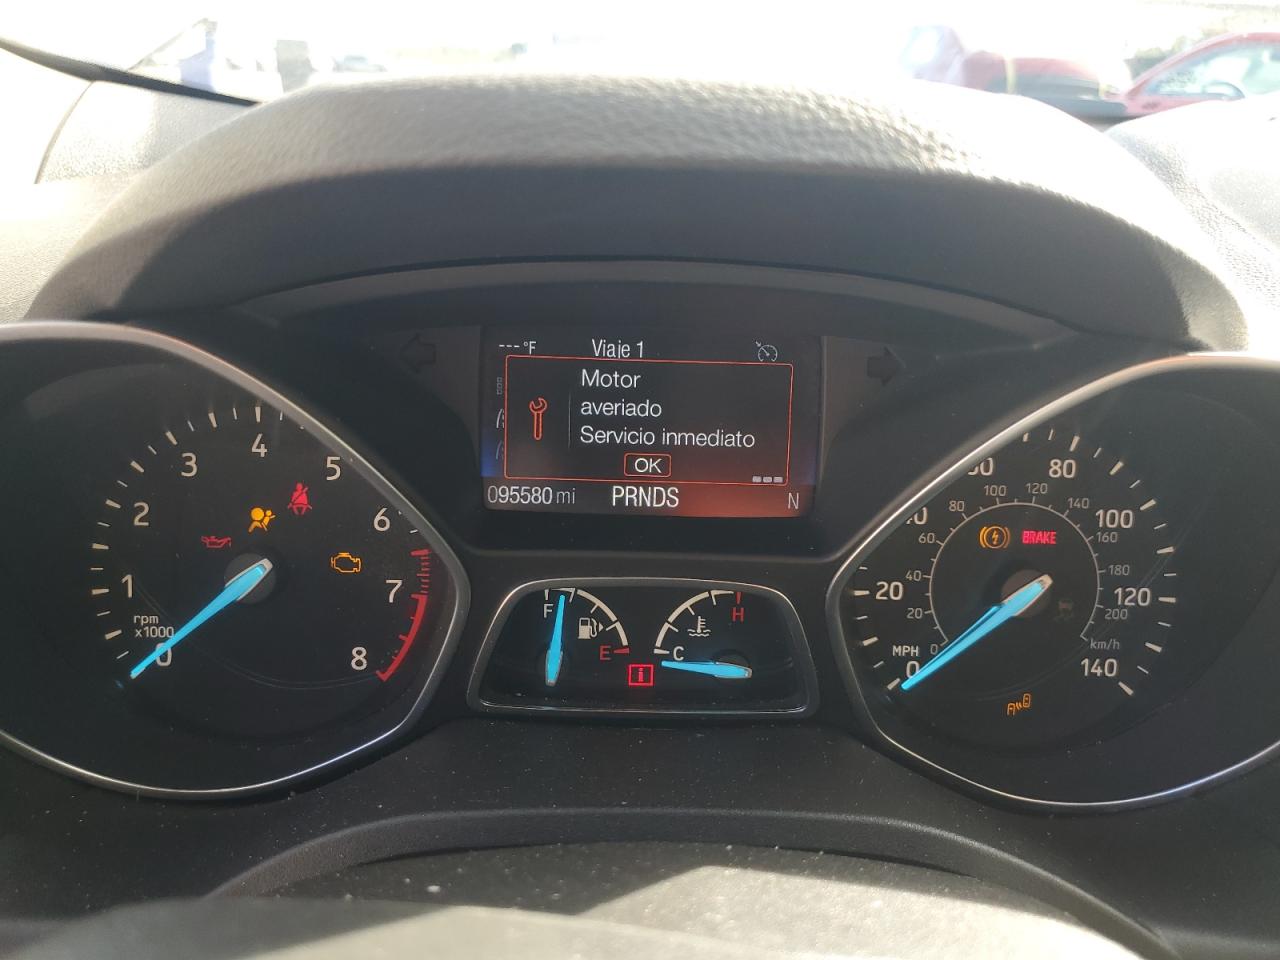 ---°F Viaje 1
Motor
averiado
Servicio inmediato
OK
095580 mi PRNDS N
0 1 2 3 4 5 6 7 8
rpm
x1000
F E
C H
i
0 20 80 100 120 140
MPH
0 20 40 60 80 100 120 140 160 180 200
km/h
BRAKE